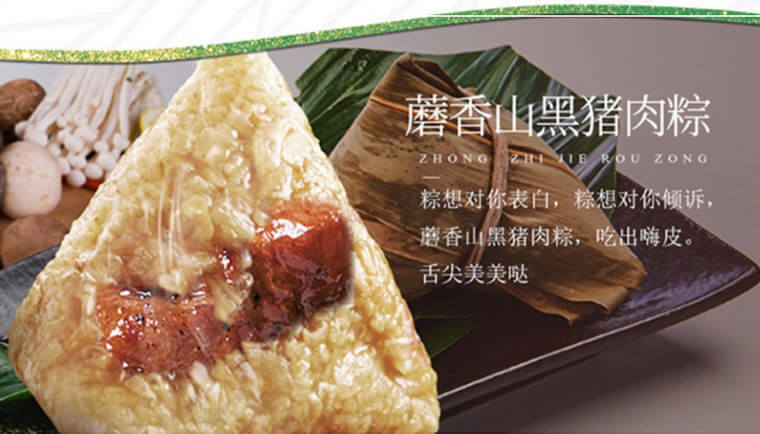 蘑香山黑猪肉粽
ZHONG ZHI JIE ROU ZONG
粽想对你表白，粽想对你倾诉，
蘑香山黑猪肉粽，吃出嗨皮。
舌尖美美哒